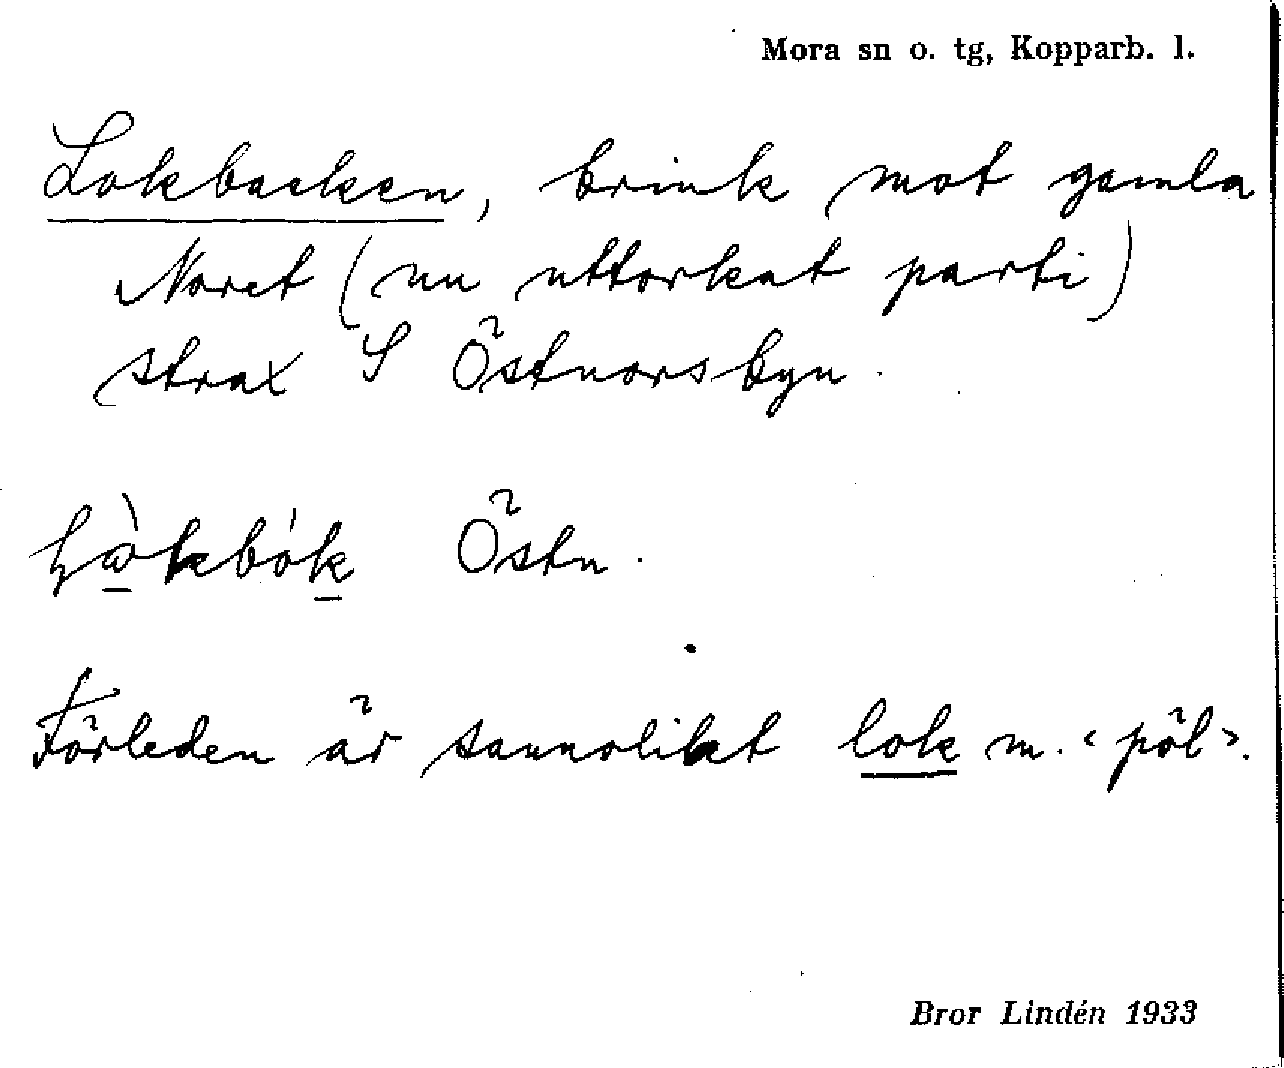 Mora sn o. tg, Kopparb. l.
Lokbacken, brink mot gamla
Noret (nu uttorkat parti)
strax S Östnorsbyn.
Östn.
Förleden är sannolikt lok m. ‹pöl›.
Bror Lindén 1933